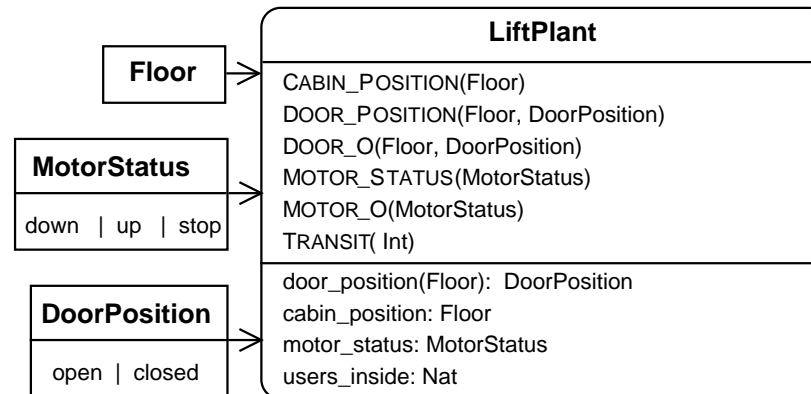 LiftPlant
Floor
CABIN_POSITION(Floor)
DOOR_POSITION(Floor, DoorPosition)
DOOR_O(Floor, DoorPosition)
MOTOR_STATUS(MotorStatus)
MOTOR_O(MotorStatus)
TRANSIT( Int)
MotorStatus
down | up | stop
door_position(Floor): DoorPosition
cabin_position: Floor
motor_status: MotorStatus
users_inside: Nat
DoorPosition
open | closed